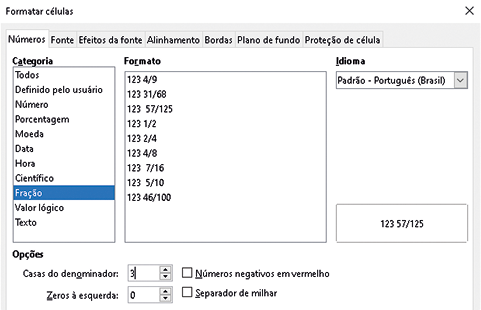 Formatar células
Números Fonte Efeitos da fonte Alinhamento Bordas Plano de fundo Proteção de célula
Categoria
Todos
Definido pelo usuário
Número
Porcentagem
Moeda
Data
Hora
Científico
Fração
Valor lógico
Texto
Formato
123 4/9
123 31/68
123 57/125
123 1/2
123 2/4
123 4/8
123 7/16
123 5/10
123 46/100
Idioma
Padrão - Português (Brasil)
123 57/125
Opções
Casas do denominador: 3
Números negativos em vermelho
Zeros à esquerda: 0
Separador de milhar